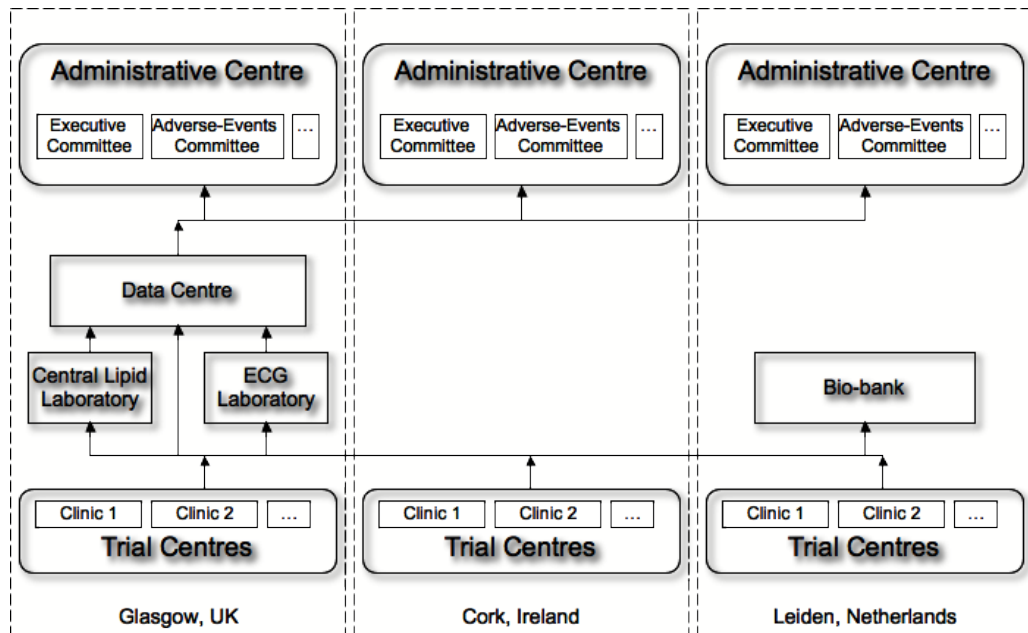 Administrative Centre
Executive
Committee
Adverse-Events
Committee
...
Administrative Centre
Executive
Committee
Adverse-Events
Committee
...
Administrative Centre
Executive
Committee
Adverse-Events
Committee
...
Data Centre
Central Lipid
Laboratory
ECG
Laboratory
Bio-bank
Clinic 1
Clinic 2
...
Trial Centres
Clinic 1
Clinic 2
...
Trial Centres
Clinic 1
Clinic 2
...
Trial Centres
Glasgow, UK
Cork, Ireland
Leiden, Netherlands